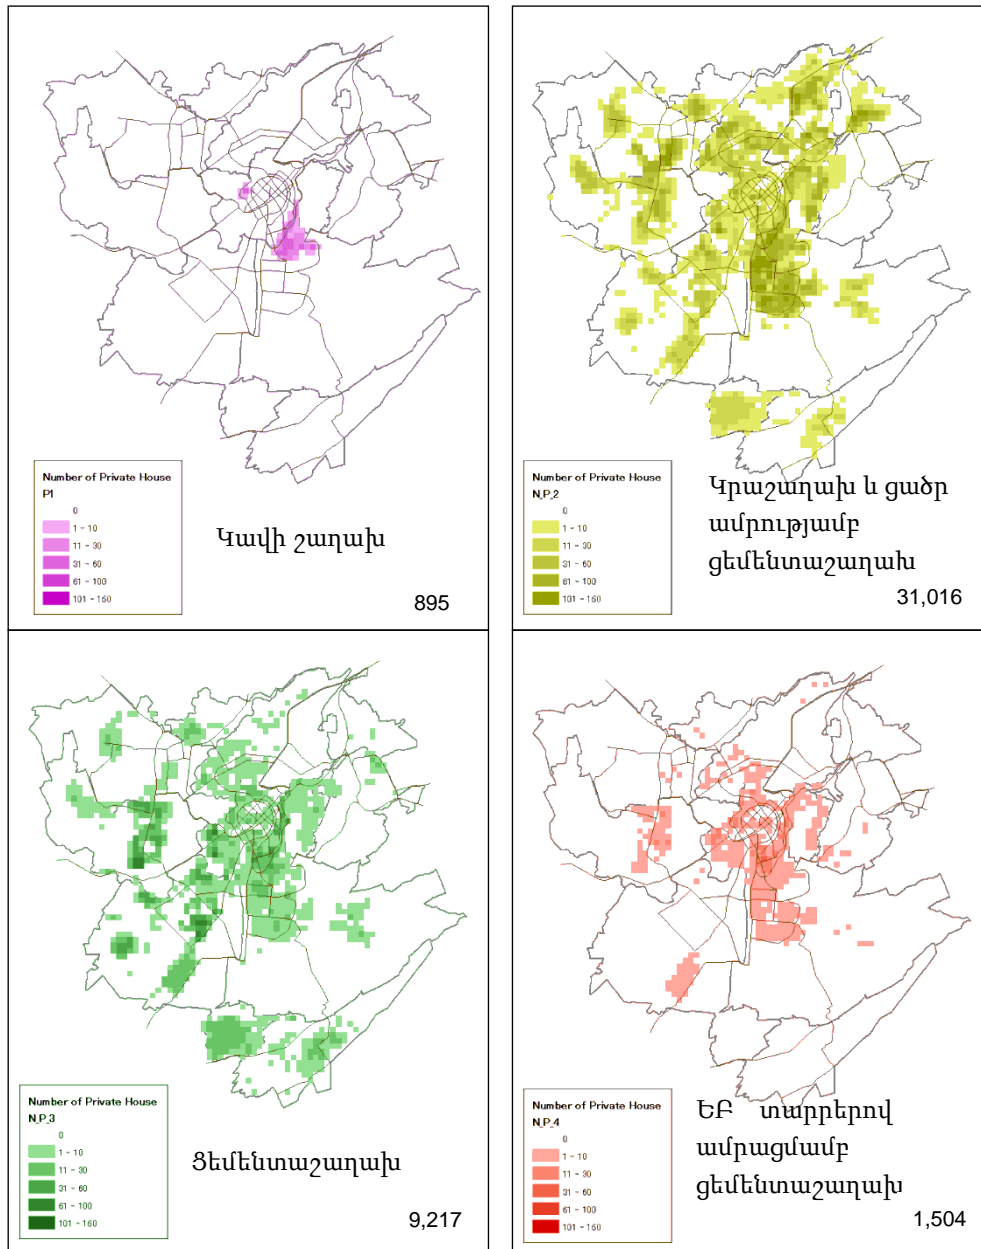 Number of Private House
P1
0
1 - 10
11 - 30
31 - 60
61 - 100
101 - 160
Կավի շաղախ
895
Number of Private House
N_P_2
0
1 - 10
11 - 30
31 - 60
61 - 100
101 - 160
Կրաշաղախ և ցածր
ամրությամբ
ցեմենտաշաղախ
31,016
Number of Private House
N_P_3
0
1 - 10
11 - 30
31 - 60
61 - 100
101 - 160
Ցեմենտաշաղախ
9,217
Number of Private House
N_P_4
0
1 - 10
11 - 30
31 - 60
61 - 100
101 - 160
ԵԲ տարրերով
ամրացմամբ
ցեմենտաշաղախ
1,504